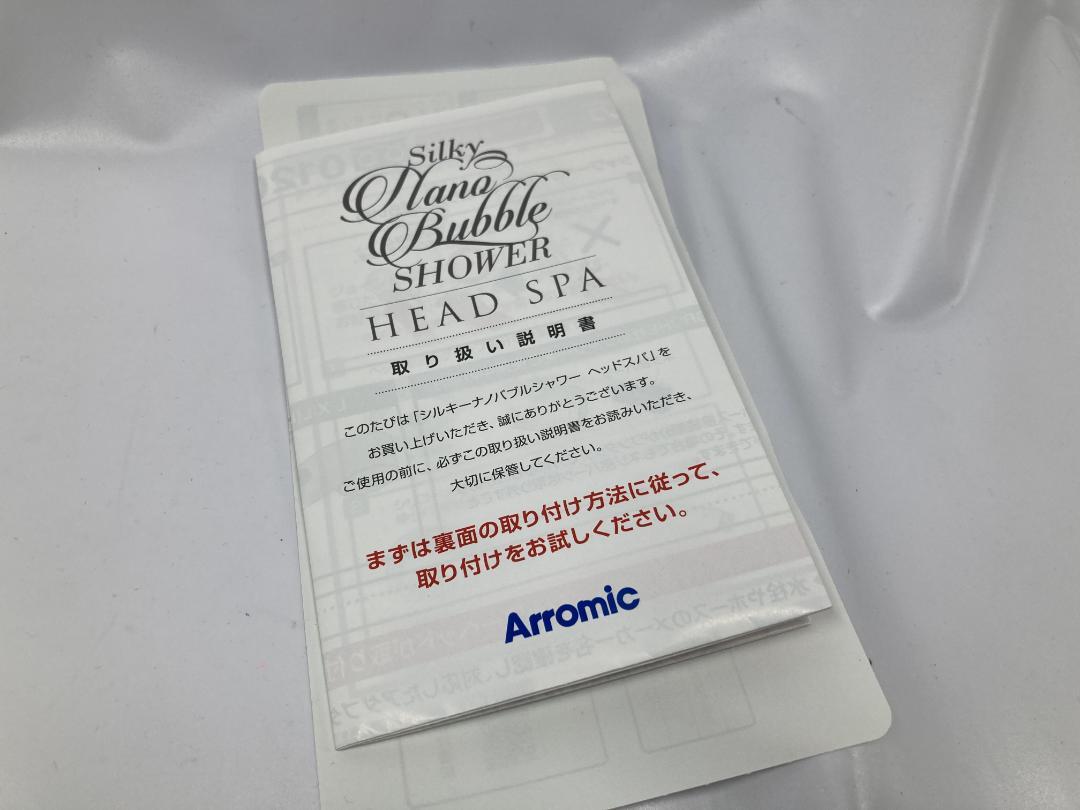 Silky
Nano
Bubble
SHOWER
HEAD SPA
取り扱い説明書
このたびは「シルキーナノバブルシャワー ヘッドスパ」を
お買い上げいただき、誠にありがとうございます。
ご使用の前に、必ずこの取り扱い説明書をお読みいただき、
大切に保管してください。
まずは裏面の取り付け方法に従って、
取り付けをお試しください。
Arromic